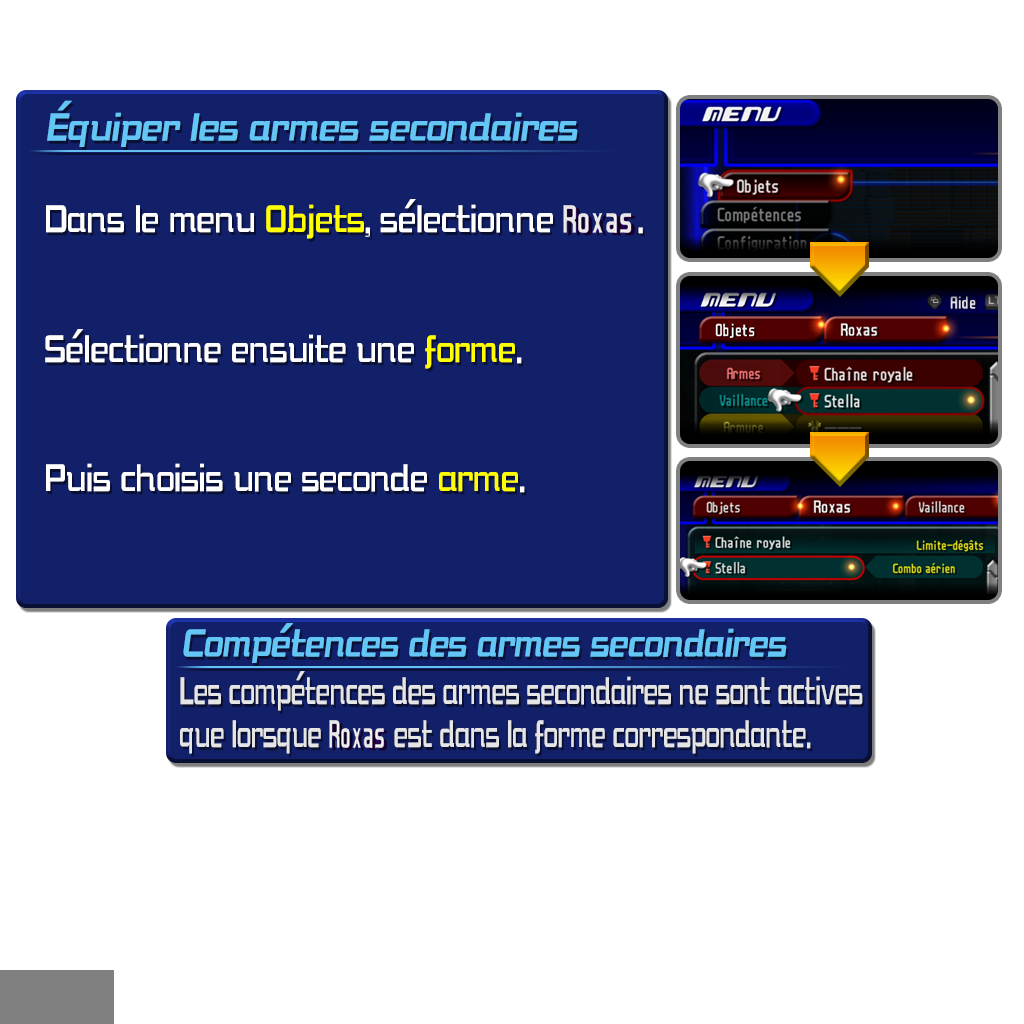 Équiper les armes secondaires
Dans le menu Objets, sélectionne Roxas.
Sélectionne ensuite une forme.
Puis choisis une seconde arme.
MENU
Objets
Compétences
Configuration
MENU
Aide
Objets Roxas
Armes Chaîne royale
Vaillance Stella
Armure
MENU
Objets Roxas Vaillance
Chaîne royale Limite-dégâts
Stella Combo aérien
Compétences des armes secondaires
Les compétences des armes secondaires ne sont actives
que lorsque Roxas est dans la forme correspondante.